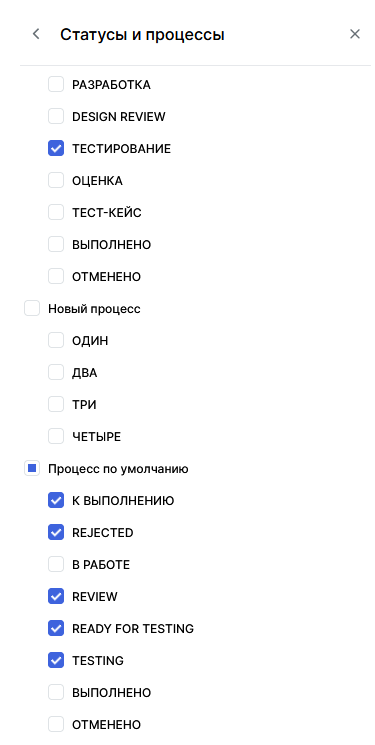 Статусы и процессы
РАЗРАБОТКА
DESIGN REVIEW
ТЕСТИРОВАНИЕ
ОЦЕНКА
ТЕСТ-КЕЙС
ВЫПОЛНЕНО
ОТМЕНЕНО
Новый процесс
ОДИН
ДВА
ТРИ
ЧЕТЫРЕ
Процесс по умолчанию
К ВЫПОЛНЕНИЮ
REJECTED
В РАБОТЕ
REVIEW
READY FOR TESTING
TESTING
ВЫПОЛНЕНО
ОТМЕНЕНО